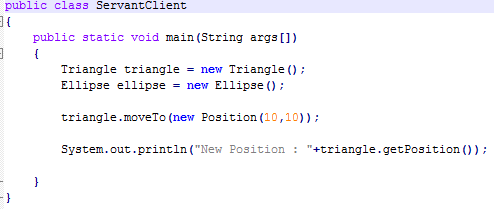 public class ServantClient
{
public static void main(String args[])
{
Triangle triangle = new Triangle();
Ellipse ellipse = new Ellipse();
triangle.moveTo(new Position(10,10));
System.out.println("New Position : "+triangle.getPosition());
}
}